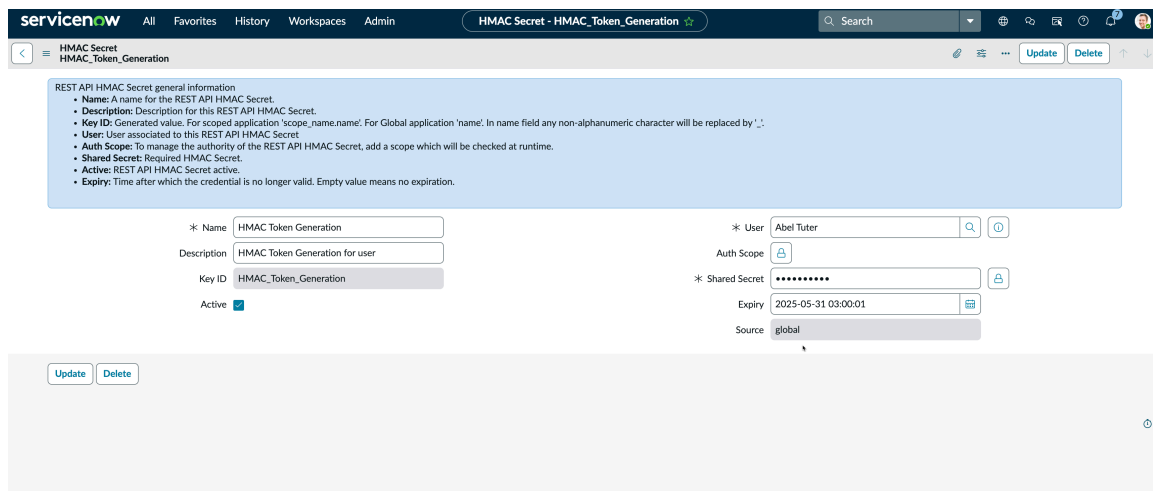 servicenow All Favorites History Workspaces Admin HMAC Secret - HMAC_Token_Generation Search 7
HMAC Secret
HMAC_Token_Generation
Update Delete
REST API HMAC Secret general information
• Name: A name for the REST API HMAC Secret.
• Description: Description for this REST API HMAC Secret.
• Key ID: Generated value. For scoped application 'scope_name.name'. For Global application 'name'. In name field any non-alphanumeric character will be replaced by '_'.
• User: User associated to this REST API HMAC Secret
• Auth Scope: To manage the authority of the REST API HMAC Secret, add a scope which will be checked at runtime.
• Shared Secret: Required HMAC Secret.
• Active: REST API HMAC Secret active.
• Expiry: Time after which the credential is no longer valid. Empty value means no expiration.
Name HMAC Token Generation
Description HMAC Token Generation for user
Key ID HMAC_Token_Generation
Active
User Abel Tuter
Auth Scope
Shared Secret ••••••••••
Expiry 2025-05-31 03:00:01
Source global
Update Delete